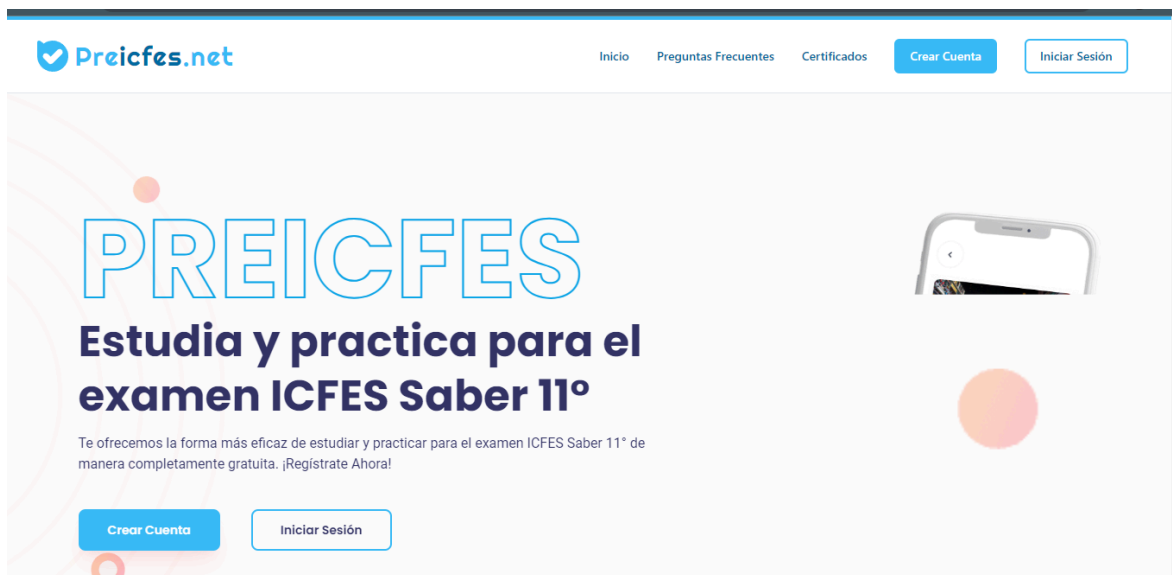 Preicfes.net
Inicio
Preguntas Frecuentes
Certificados
Crear Cuenta
Iniciar Sesión
PREICFES
Estudia y practica para el
examen ICFES Saber 11°
Te ofrecemos la forma más eficaz de estudiar y practicar para el examen ICFES Saber 11° de
manera completamente gratuita. ¡Regístrate Ahora!
Crear Cuenta
Iniciar Sesión